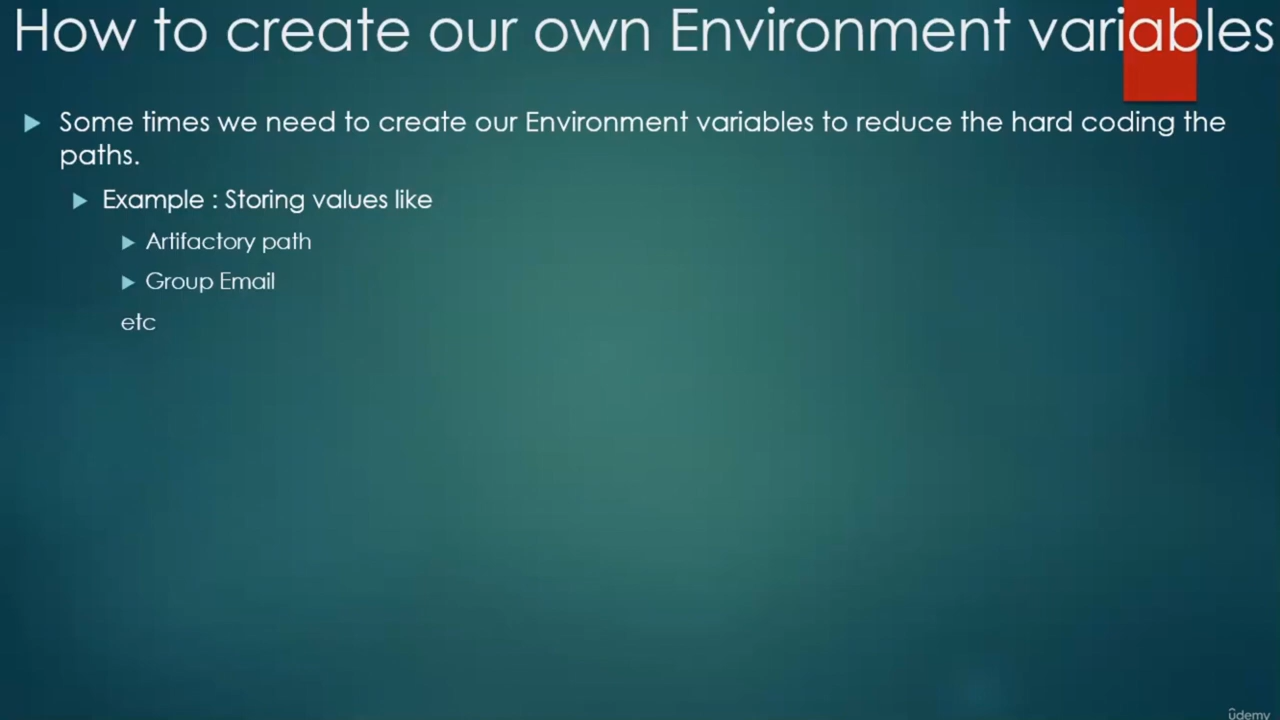 How to create our own Environment variables
Some times we need to create our Environment variables to reduce the hard coding the
paths.
Example : Storing values like
Artifactory path
Group Email
etc
ûdemy